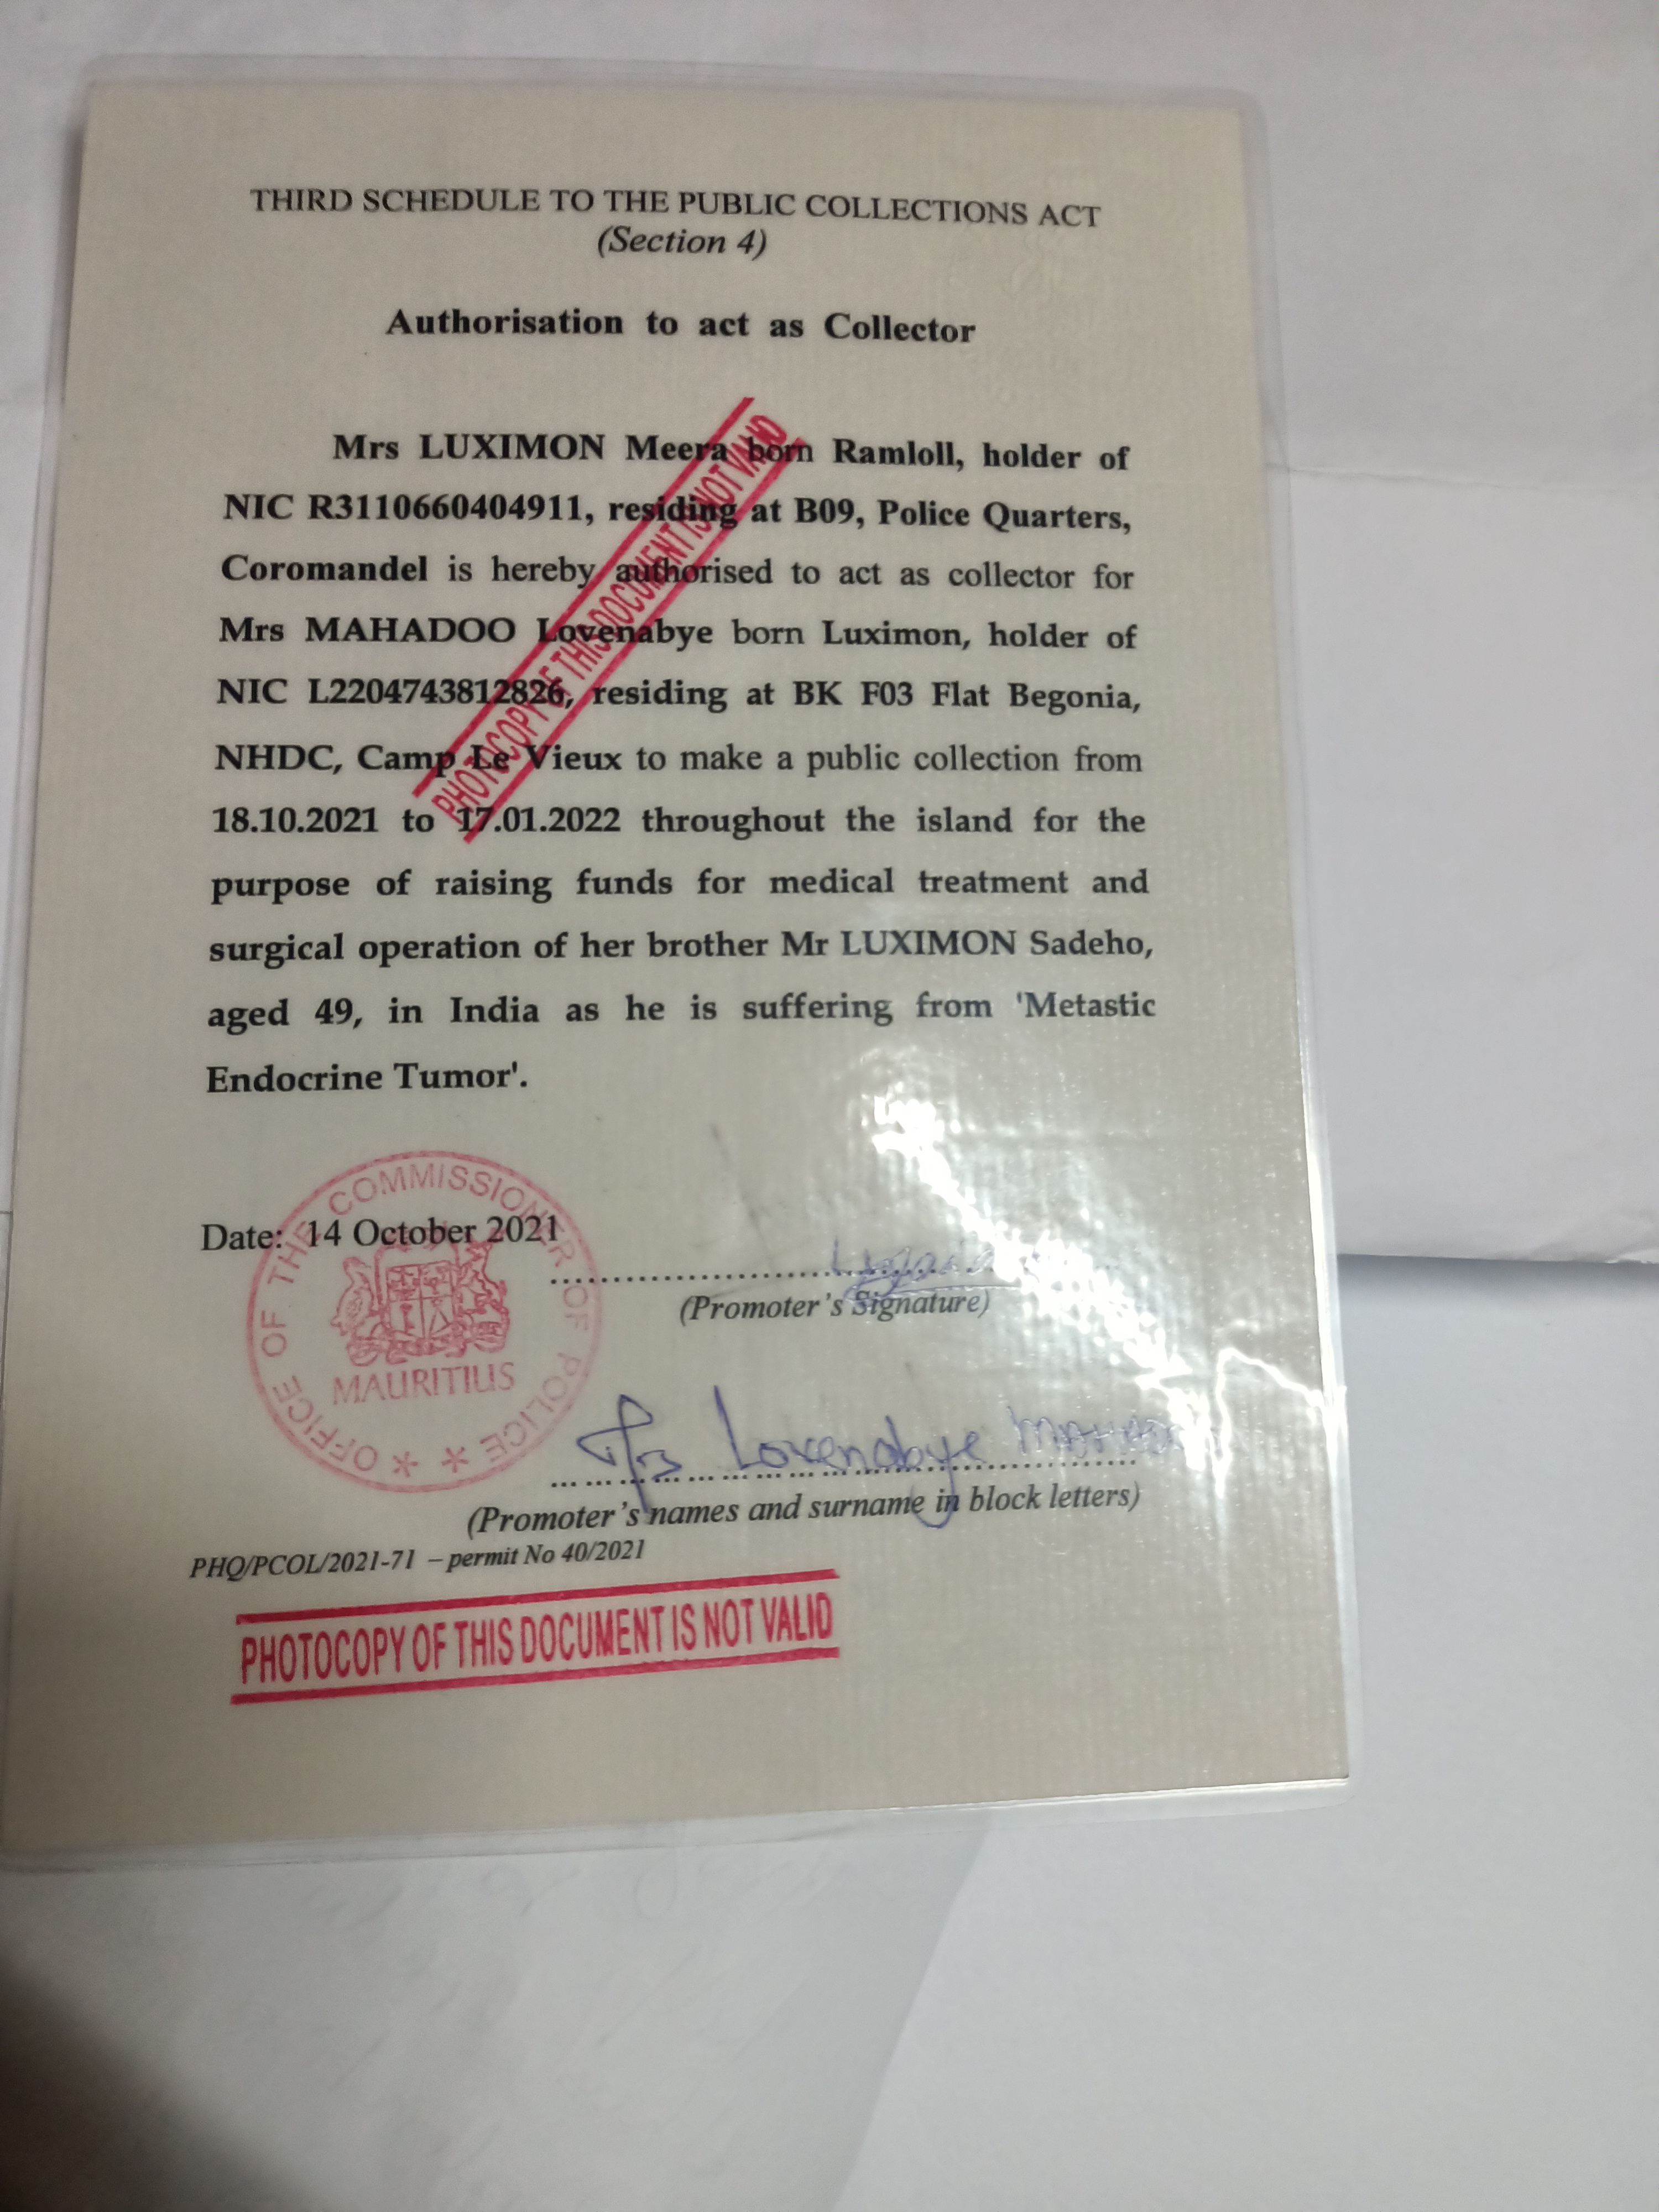 THIRD SCHEDULE TO THE PUBLIC COLLECTIONS ACT
(Section 4)
Authorisation to act as Collector
Mrs LUXIMON Meera born Ramloll, holder of
NIC R3110660404911, residing at B09, Police Quarters,
Coromandel is hereby authorised to act as collector for
Mrs MAHADOO Lovenabye born Luximon, holder of
NIC L2204743812826, residing at BK F03 Flat Begonia,
NHDC, Camp Le Vieux to make a public collection from
18.10.2021 to 17.01.2022 throughout the island for the
purpose of raising funds for medical treatment and
surgical operation of her brother Mr LUXIMON Sadeho,
aged 49, in India as he is suffering from 'Metastic
Endocrine Tumor'.
PHOTOCOPY OF THIS DOCUMENT IS NOT VALID
Date: 14 October 2021
OFFICE OF THE COMMISSIONER OF POLICE
MAURITIUS
(Promoter's Signature)
Mrs Lovenabye MAHADOO
(Promoter's names and surname in block letters)
PHQ/PCOL/2021-71 – permit No 40/2021
PHOTOCOPY OF THIS DOCUMENT IS NOT VALID